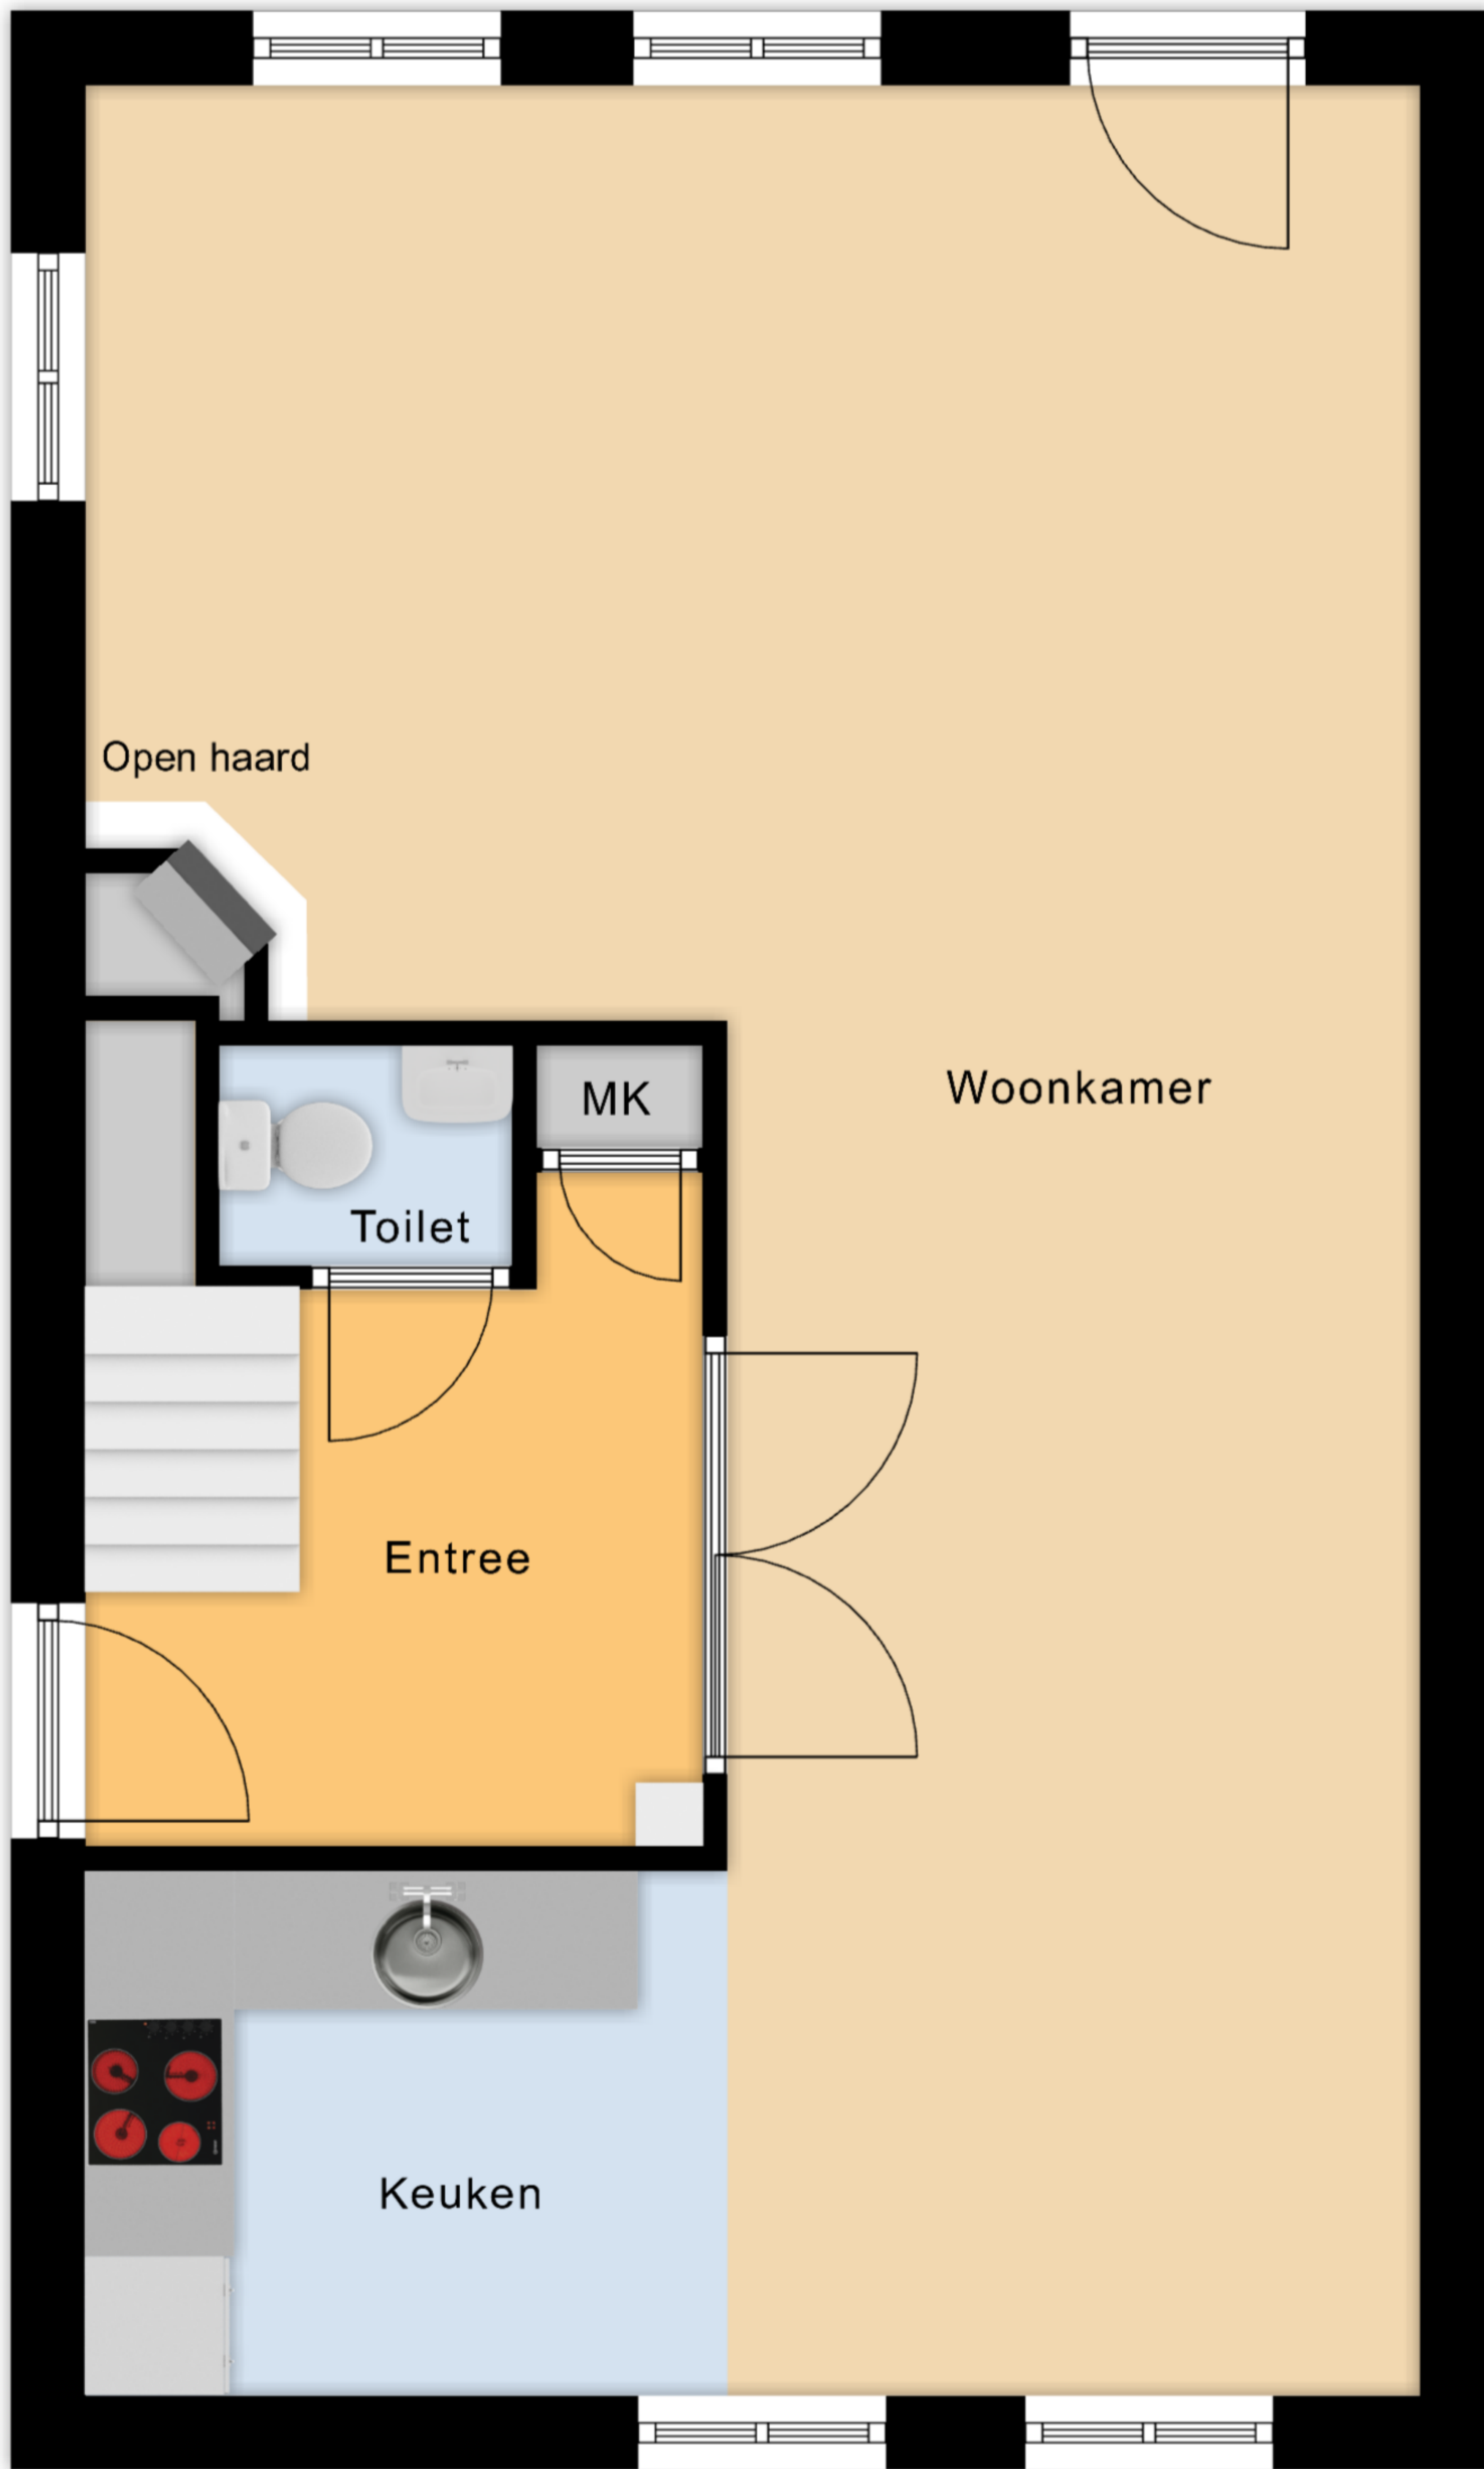 Open haard
Woonkamer
MK
Toilet
Entree
Keuken